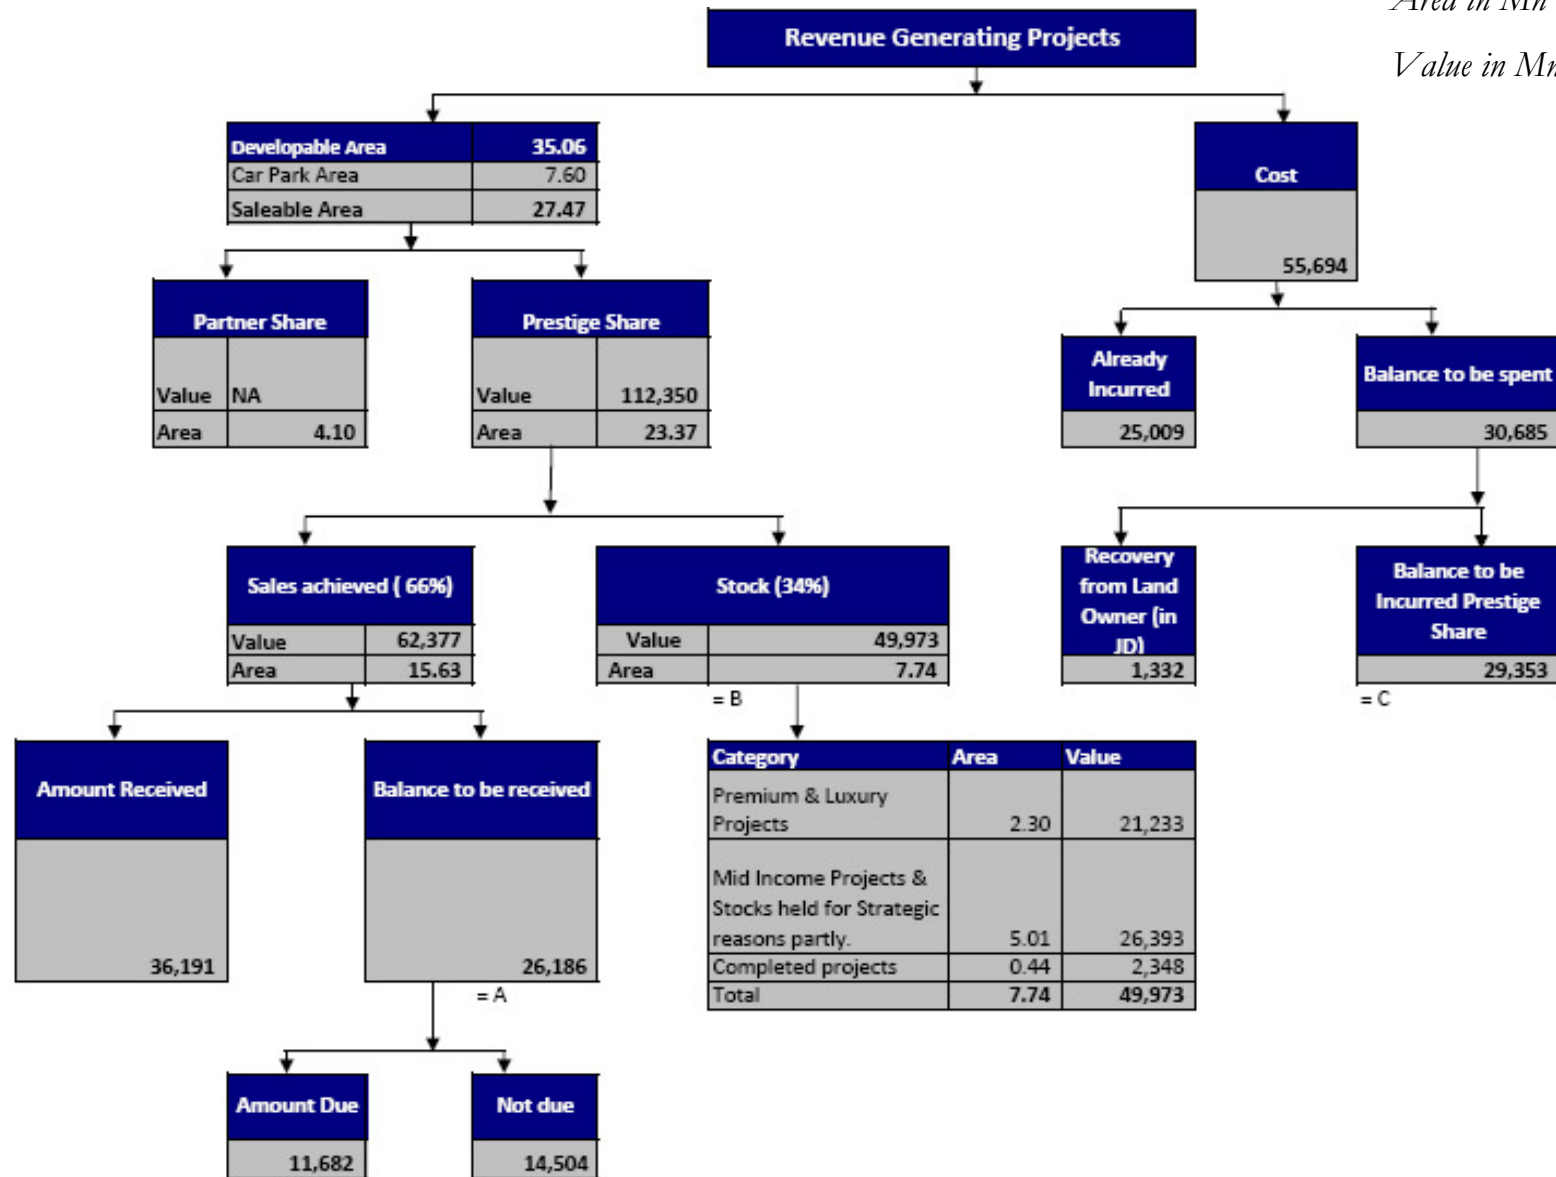 Area in Mn
Value in Mn
Revenue Generating Projects
Developable Area 35.06
Car Park Area 7.60
Saleable Area 27.47
Cost
55,694
Partner Share
Value NA
Area 4.10
Prestige Share
Value 112,350
Area 23.37
Already
Incurred
25,009
Balance to be spent
30,685
Sales achieved ( 66%)
Value 62,377
Area 15.63
Stock (34%)
Value 49,973
Area 7.74
= B
Recovery
from Land
Owner (in
JD)
1,332
Balance to be
Incurred Prestige
Share
29,353
= C
Amount Received
36,191
Balance to be received
26,186
= A
Category Area Value
Premium & Luxury
Projects 2.30 21,233
Mid Income Projects &
Stocks held for Strategic
reasons partly. 5.01 26,393
Completed projects 0.44 2,348
Total 7.74 49,973
Amount Due
11,682
Not due
14,504